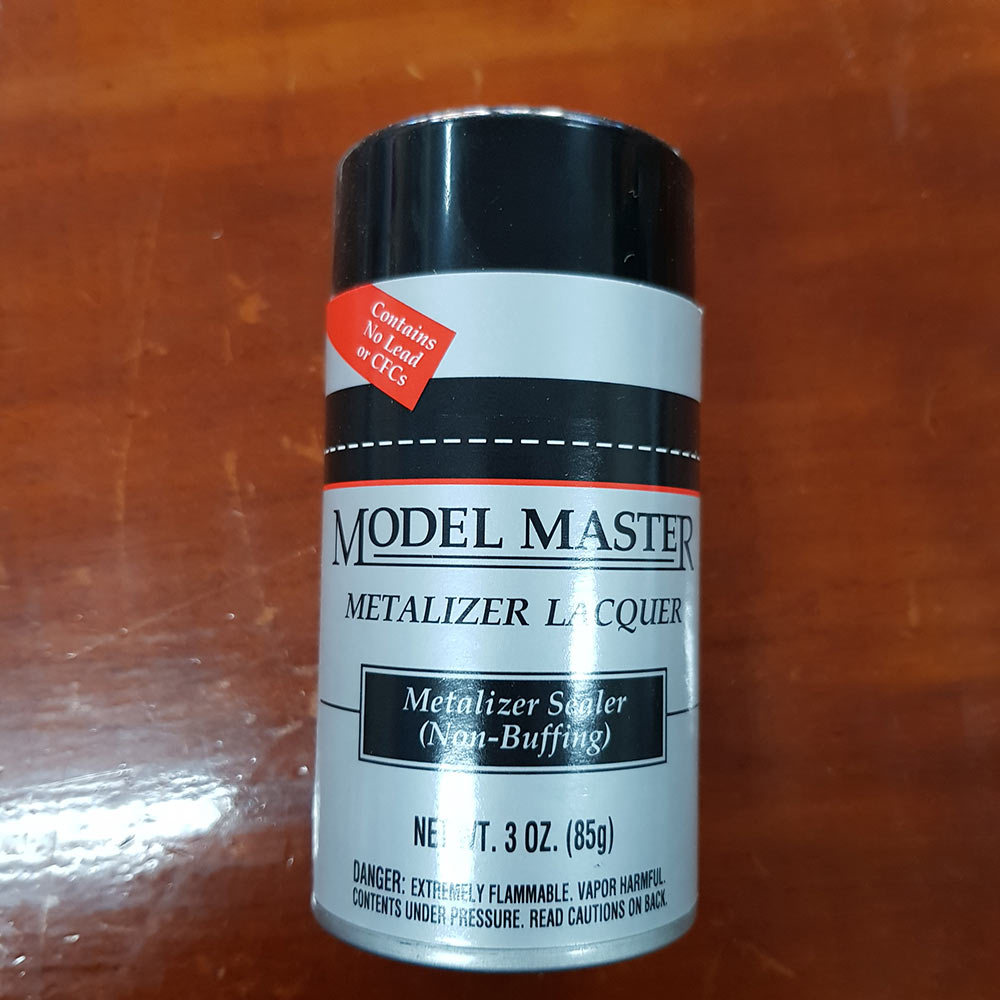 Contains
No Lead
or CFCs
MODEL MASTER
METALIZER LACQUER
Metalizer Sealer
(Non-Buffing)
NET WT. 3 OZ. (85g)
DANGER: EXTREMELY FLAMMABLE. VAPOR HARMFUL.
CONTENTS UNDER PRESSURE. READ CAUTIONS ON BACK.